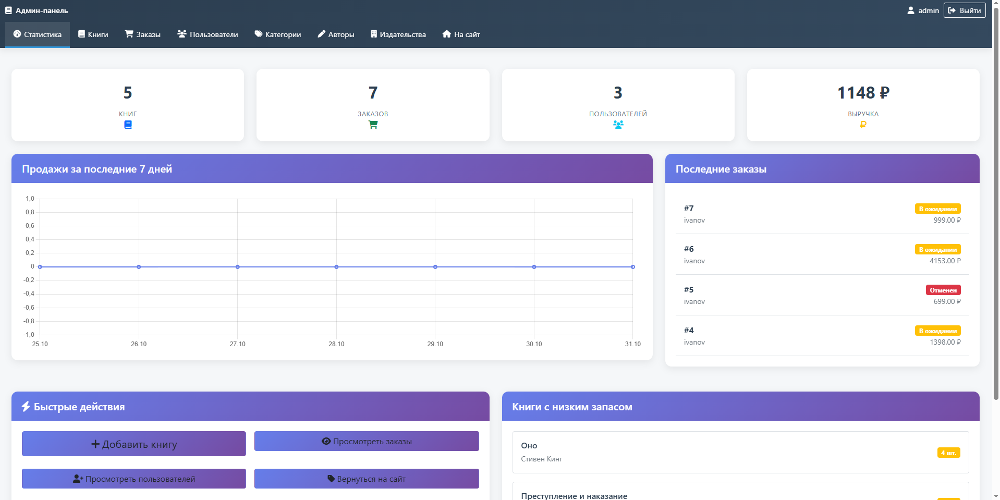 Админ-панель
admin
Выйти
Статистика
Книги
Заказы
Пользователи
Категории
Авторы
Издательства
На сайт
5
КНИГ
7
ЗАКАЗОВ
3
ПОЛЬЗОВАТЕЛЕЙ
1148 ₽
ВЫРУЧКА
Продажи за последние 7 дней
1,0
0,8
0,6
0,4
0,2
0
-0,2
-0,4
-0,6
-0,8
-1,0
25.10
26.10
27.10
28.10
29.10
30.10
31.10
Последние заказы
#7
В ожидании
ivanov
999.00 ₽
#6
В ожидании
ivanov
4153.00 ₽
#5
Отменен
ivanov
699.00 ₽
#4
В ожидании
ivanov
1398.00 ₽
Быстрые действия
Добавить книгу
Просмотреть заказы
Просмотреть пользователей
Вернуться на сайт
Книги с низким запасом
Оно
Стивен Кинг
4 шт.
Преступление и наказание